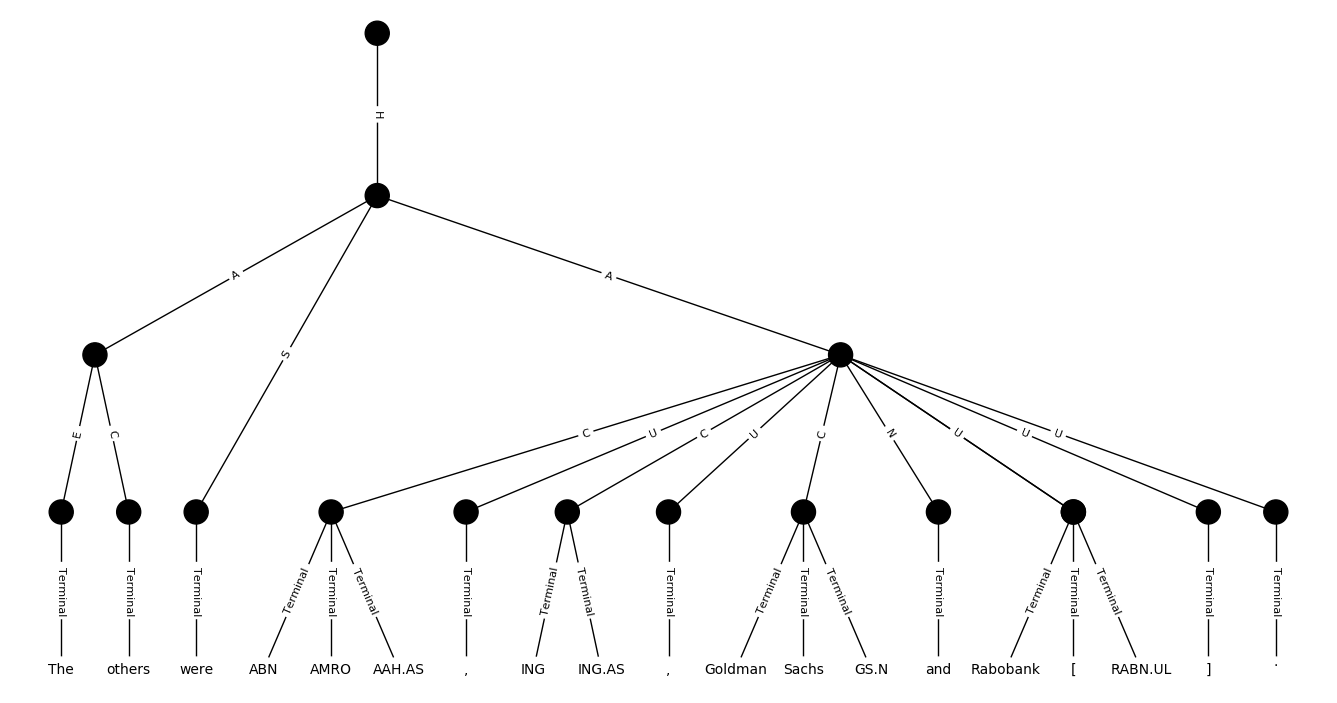 H
A
A
S
E
C
C
U
C
U
C
N
U
U
U
Terminal Terminal Terminal Terminal Terminal Terminal Terminal Terminal Terminal Terminal Terminal Terminal Terminal Terminal Terminal Terminal Terminal Terminal Terminal
The others were ABN AMRO AAH.AS , ING ING.AS , Goldman Sachs GS.N and Rabobank [ RABN.UL ] .